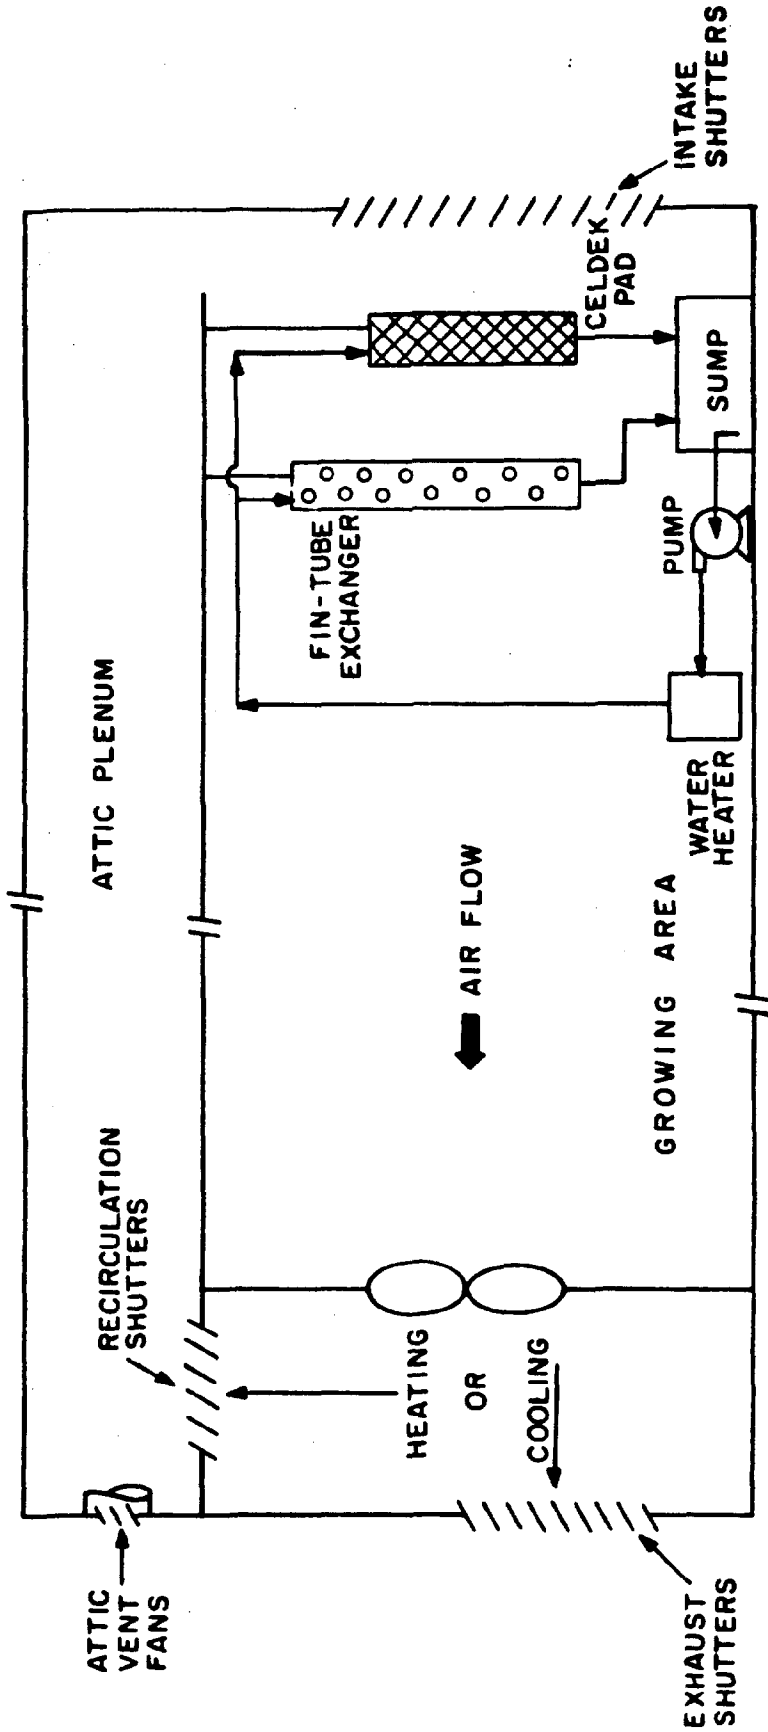 ATTIC
VENT
FANS
RECIRCULATION
SHUTTERS
ATTIC PLENUM
HEATING
OR
COOLING
AIR FLOW
FIN-TUBE
EXCHANGER
CELDEK
PAD
INTAKE
SHUTTERS
EXHAUST
SHUTTERS
GROWING AREA
WATER
HEATER
PUMP
SUMP